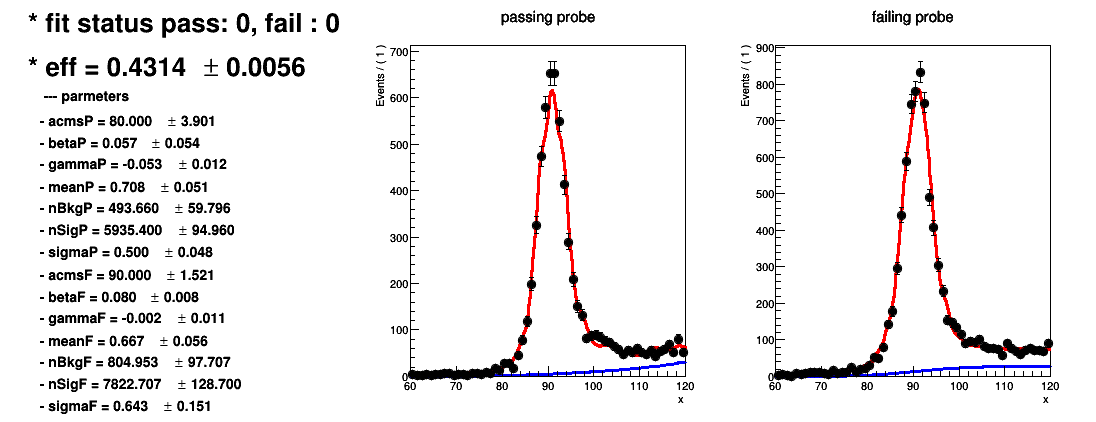 * fit status pass: 0, fail : 0
* eff = 0.4314 ± 0.0056
--- parmeters
- acmsP = 80.000 ± 3.901
- betaP = 0.057 ± 0.054
- gammaP = -0.053 ± 0.012
- meanP = 0.708 ± 0.051
- nBkgP = 493.660 ± 59.796
- nSigP = 5935.400 ± 94.960
- sigmaP = 0.500 ± 0.048
- acmsF = 90.000 ± 1.521
- betaF = 0.080 ± 0.008
- gammaF = -0.002 ± 0.011
- meanF = 0.667 ± 0.056
- nBkgF = 804.953 ± 97.707
- nSigF = 7822.707 ± 128.700
- sigmaF = 0.643 ± 0.151
passing probe
Events / ( 1 )
700
600
500
400
300
200
100
0
60 70 80 90 100 110 120
x
failing probe
Events / ( 1 )
900
800
700
600
500
400
300
200
100
0
60 70 80 90 100 110 120
x